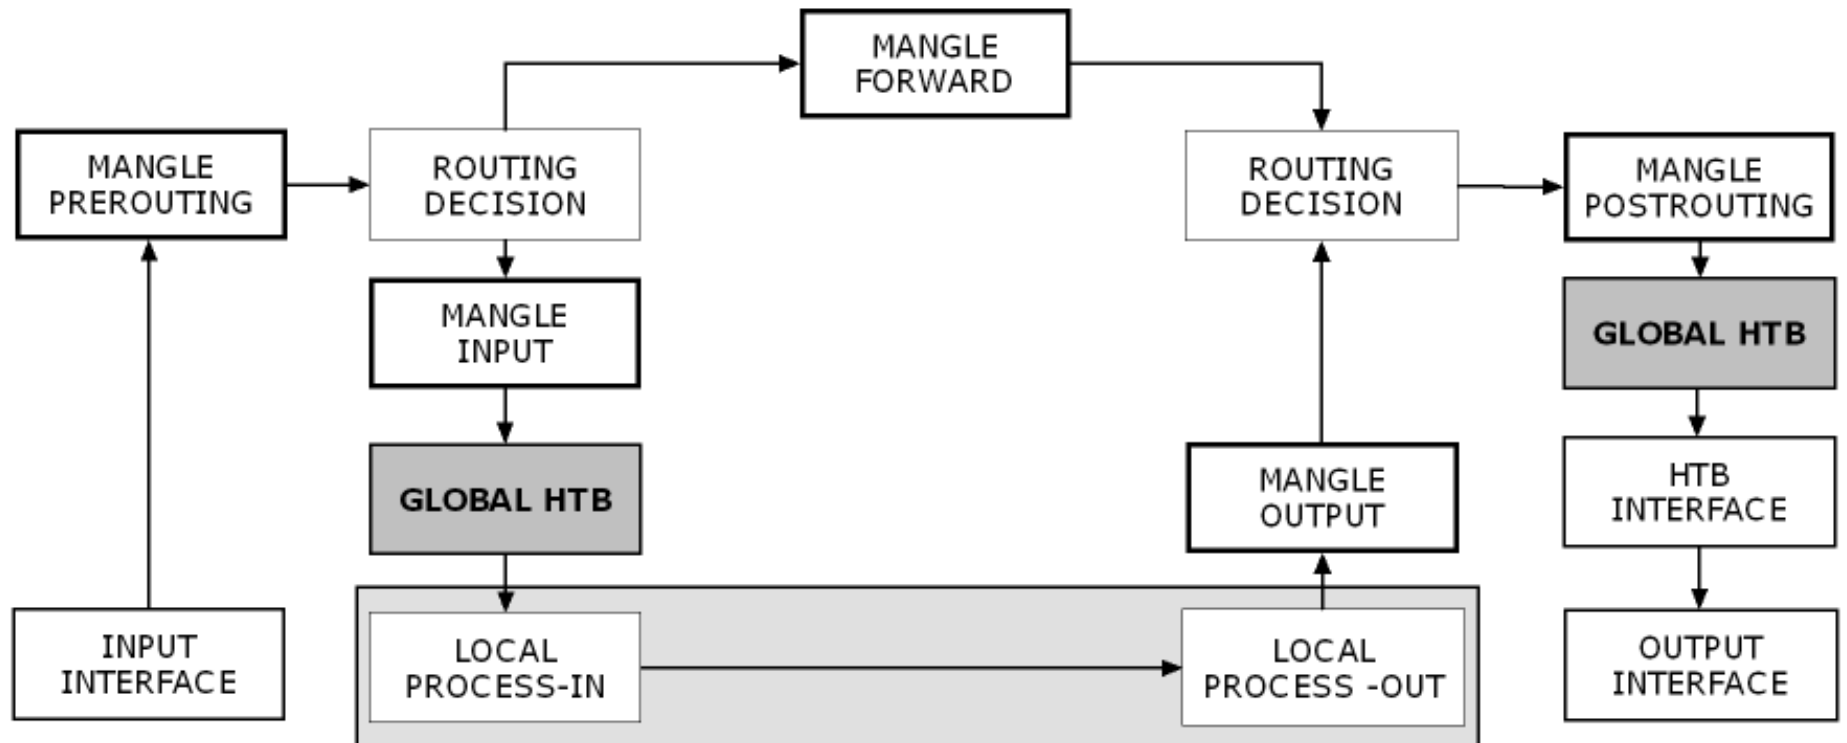 MANGLE
FORWARD
MANGLE
PREROUTING
ROUTING
DECISION
ROUTING
DECISION
MANGLE
POSTROUTING
MANGLE
INPUT
GLOBAL HTB
GLOBAL HTB
MANGLE
OUTPUT
HTB
INTERFACE
INPUT
INTERFACE
LOCAL
PROCESS-IN
LOCAL
PROCESS -OUT
OUTPUT
INTERFACE